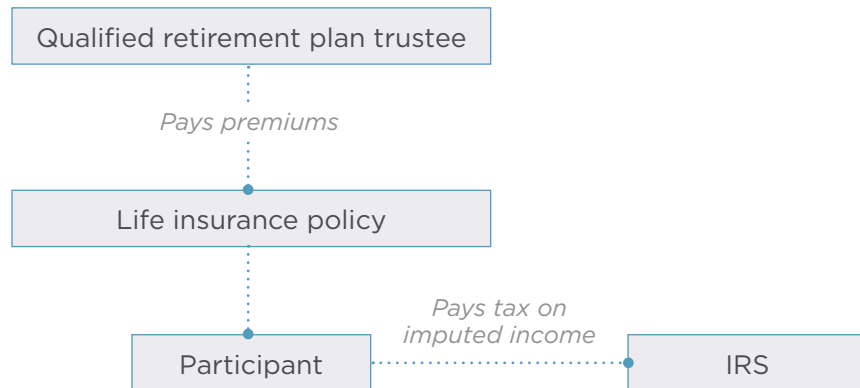 Qualified retirement plan trustee
Pays premiums
Life insurance policy
Pays tax on
imputed income
Participant
IRS